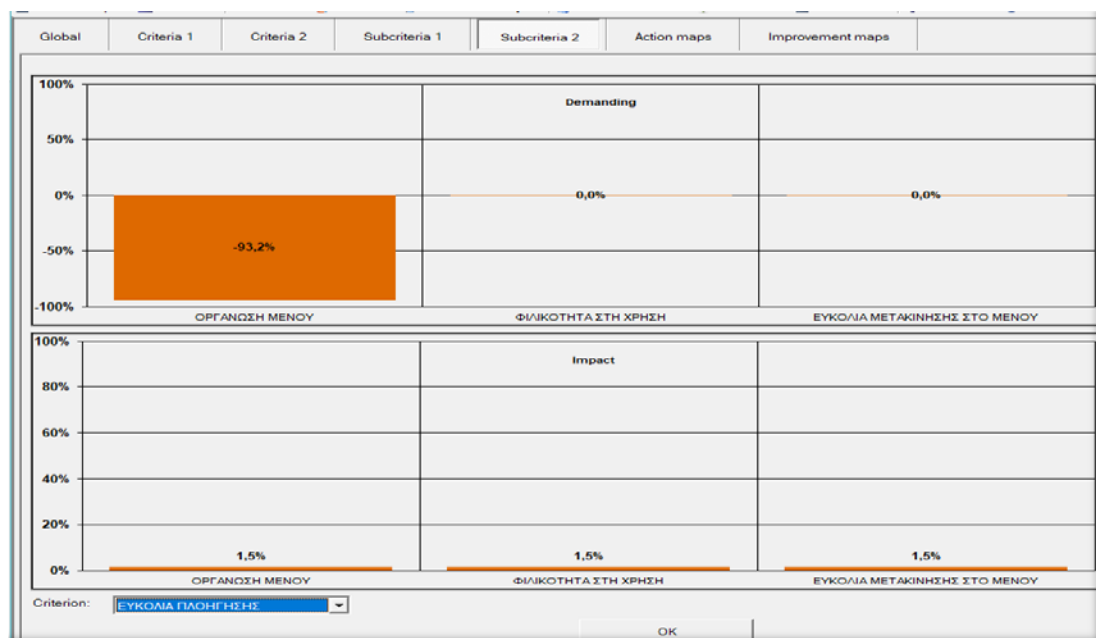 Global Criteria 1 Criteria 2 Subcriteria 1 Subcriteria 2 Action maps Improvement maps
100%
Demanding
50%
0% 0,0% 0,0%
-50% -93,2%
-100%
ΟΡΓΑΝΩΣΗ ΜΕΝΟΥ ΦΙΛΙΚΟΤΗΤΑ ΣΤΗ ΧΡΗΣΗ ΕΥΚΟΛΙΑ ΜΕΤΑΚΙΝΗΣΗΣ ΣΤΟ ΜΕΝΟΥ
100%
Impact
80%
60%
40%
20%
1,5% 1,5% 1,5%
0%
ΟΡΓΑΝΩΣΗ ΜΕΝΟΥ ΦΙΛΙΚΟΤΗΤΑ ΣΤΗ ΧΡΗΣΗ ΕΥΚΟΛΙΑ ΜΕΤΑΚΙΝΗΣΗΣ ΣΤΟ ΜΕΝΟΥ
Criterion: ΕΥΚΟΛΙΑ ΠΛΟΗΓΗΣΗΣ
OK